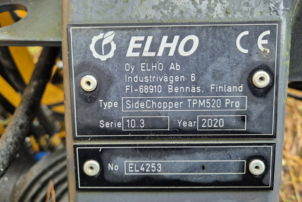 ELHO CE
Oy ELHO Ab
Industrivägen 6
FI-68910 Bennäs, Finland
Type SideChopper TPM520 Pro
Serie 10.3 Year 2020
No EL4253